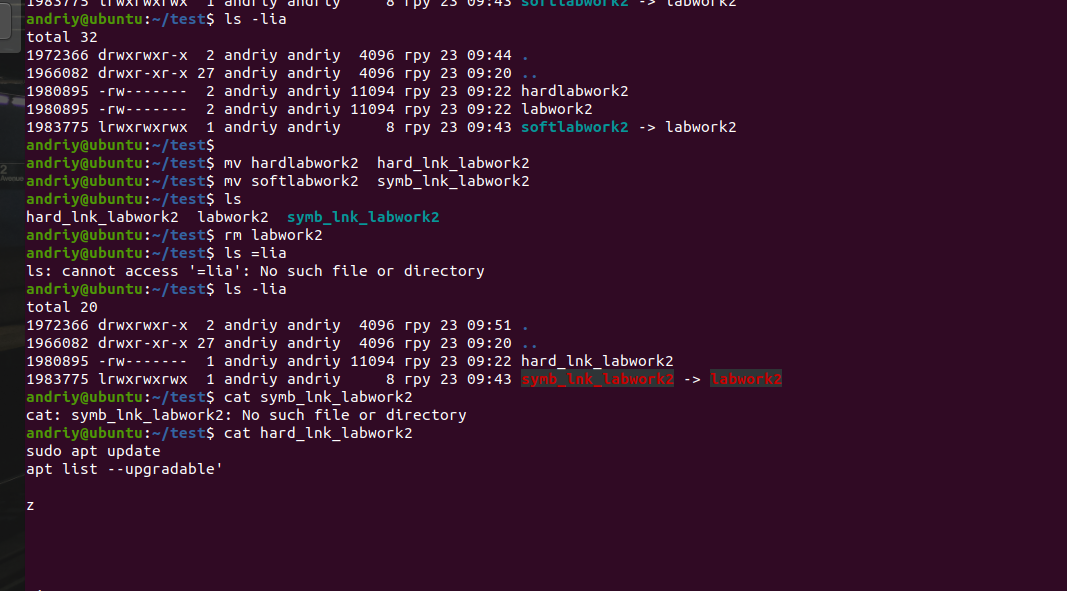 1983775 lrwxrwxrwx  1 andriy andriy     8 гру 23 09:43 softlabwork2 -> labwork2
andriy@ubuntu:~/test$ ls -lia
total 32
1972366 drwxrwxr-x  2 andriy andriy  4096 гру 23 09:44 .
1966082 drwxr-xr-x 27 andriy andriy  4096 гру 23 09:20 ..
1980895 -rw-------  2 andriy andriy 11094 гру 23 09:22 hardlabwork2
1980895 -rw-------  2 andriy andriy 11094 гру 23 09:22 labwork2
1983775 lrwxrwxrwx  1 andriy andriy     8 гру 23 09:43 softlabwork2 -> labwork2
andriy@ubuntu:~/test$
andriy@ubuntu:~/test$ mv hardlabwork2  hard_lnk_labwork2
andriy@ubuntu:~/test$ mv softlabwork2  symb_lnk_labwork2
andriy@ubuntu:~/test$ ls
hard_lnk_labwork2  labwork2  symb_lnk_labwork2
andriy@ubuntu:~/test$ rm labwork2
andriy@ubuntu:~/test$ ls =lia
ls: cannot access '=lia': No such file or directory
andriy@ubuntu:~/test$ ls -lia
total 20
1972366 drwxrwxr-x  2 andriy andriy  4096 гру 23 09:51 .
1966082 drwxr-xr-x 27 andriy andriy  4096 гру 23 09:20 ..
1980895 -rw-------  1 andriy andriy 11094 гру 23 09:22 hard_lnk_labwork2
1983775 lrwxrwxrwx  1 andriy andriy     8 гру 23 09:43 symb_lnk_labwork2 -> labwork2
andriy@ubuntu:~/test$ cat symb_lnk_labwork2
cat: symb_lnk_labwork2: No such file or directory
andriy@ubuntu:~/test$ cat hard_lnk_labwork2
sudo apt update
apt list --upgradable'
z